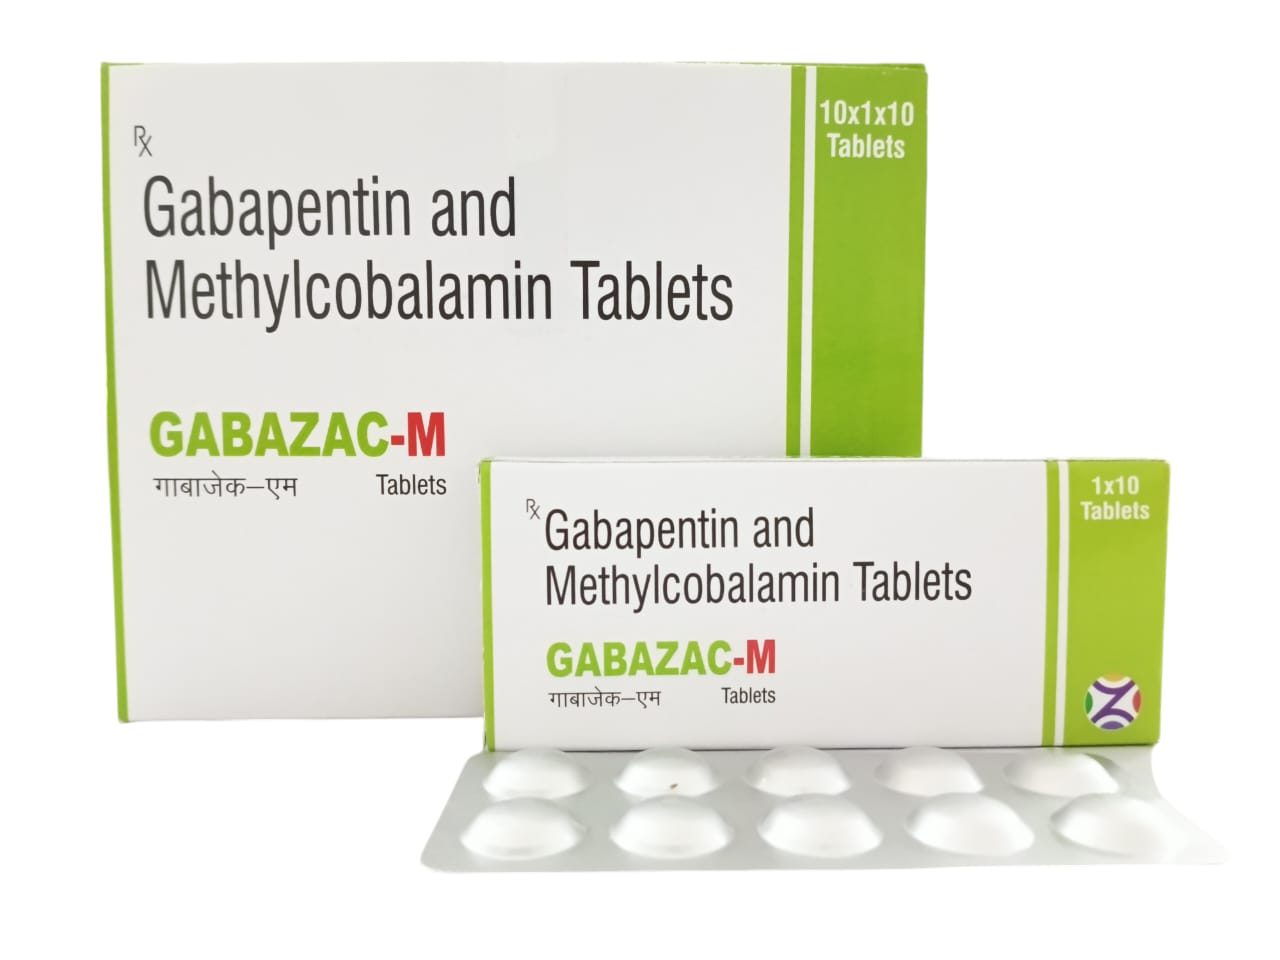 Rx
Gabapentin and
Methylcobalamin Tablets
GABAZAC-M
गाबाजेक–एम Tablets
10x1x10
Tablets
Rx
Gabapentin and
Methylcobalamin Tablets
GABAZAC-M
गाबाजेक–एम Tablets
1x10
Tablets
Z